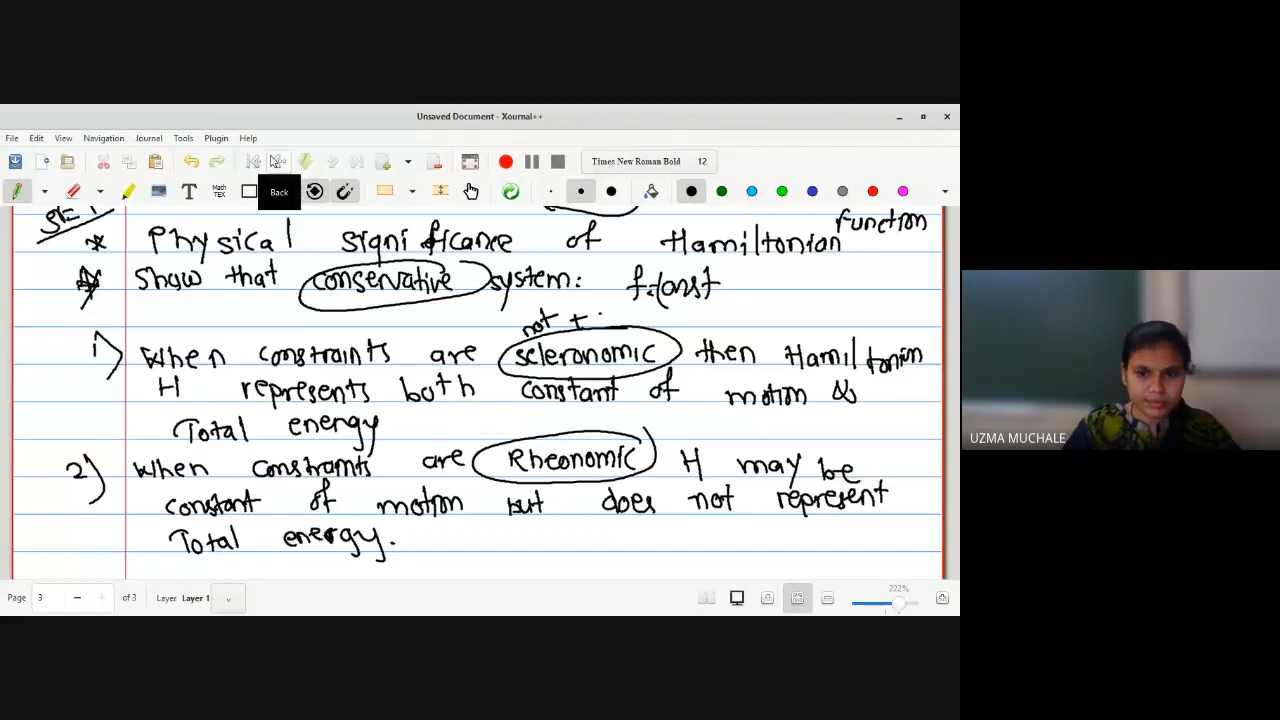 Unsaved Document - Xournal++
File Edit View Navigation Journal Tools Plugin Help
Times New Roman Bold 12
T Math TEX Back
function
* Physical significance of Hamiltonian
* Show that conservative system:
not t
1) When constraints are scleronomic then Hamiltonian
H represents both constant of motion &
Total energy
2) When constraints are Rheonomic H may be
constant of motion but does not represent
Total energy.
UZMA MUCHALE
Page 3 of 3 Layer Layer 1 222%